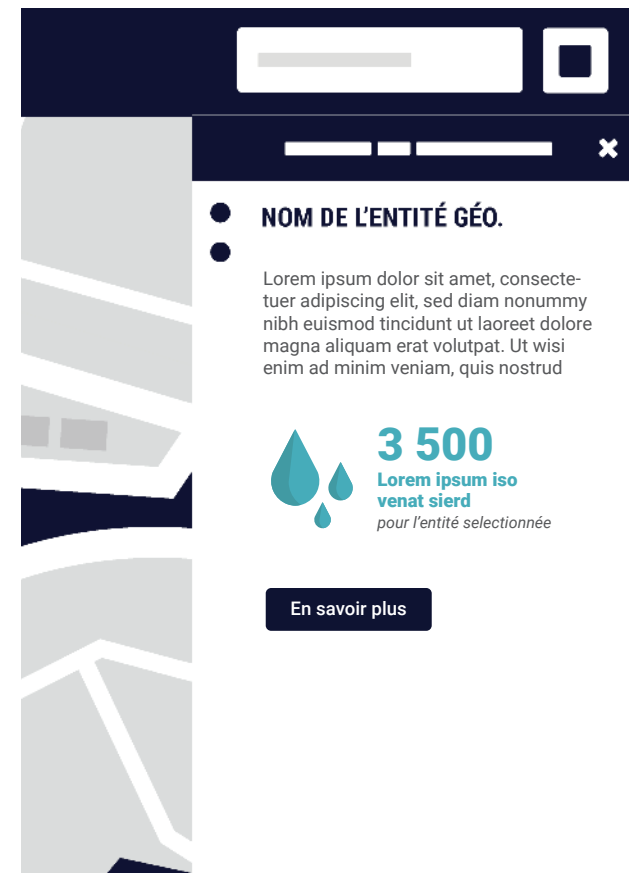 NOM DE L'ENTITÉ GÉO.
Lorem ipsum dolor sit amet, consecte-
tuer adipiscing elit, sed diam nonummy
nibh euismod tincidunt ut laoreet dolore
magna aliquam erat volutpat. Ut wisi
enim ad minim veniam, quis nostrud
3 500
Lorem ipsum iso
venat sierd
pour l'entité selectionnée
En savoir plus